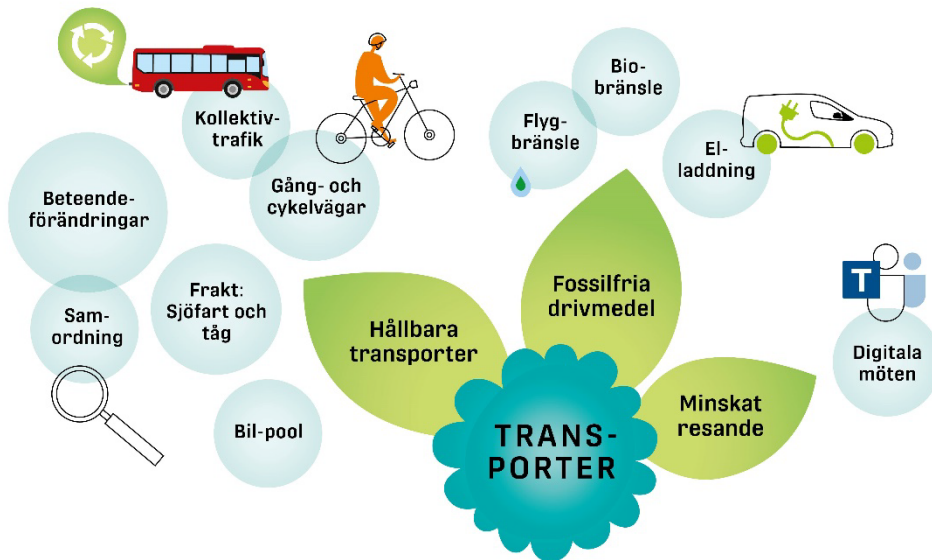 Kollektiv-
trafik
Gång- och
cykelvägar
Beteende-
förändringar
Sam-
ordning
Frakt:
Sjöfart och
tåg
Bil-pool
Hållbara
transporter
Bio-
bränsle
Flyg-
bränsle
El-
laddning
Fossilfria
drivmedel
T
Digitala
möten
Minskat
resande
TRANS-
PORTER